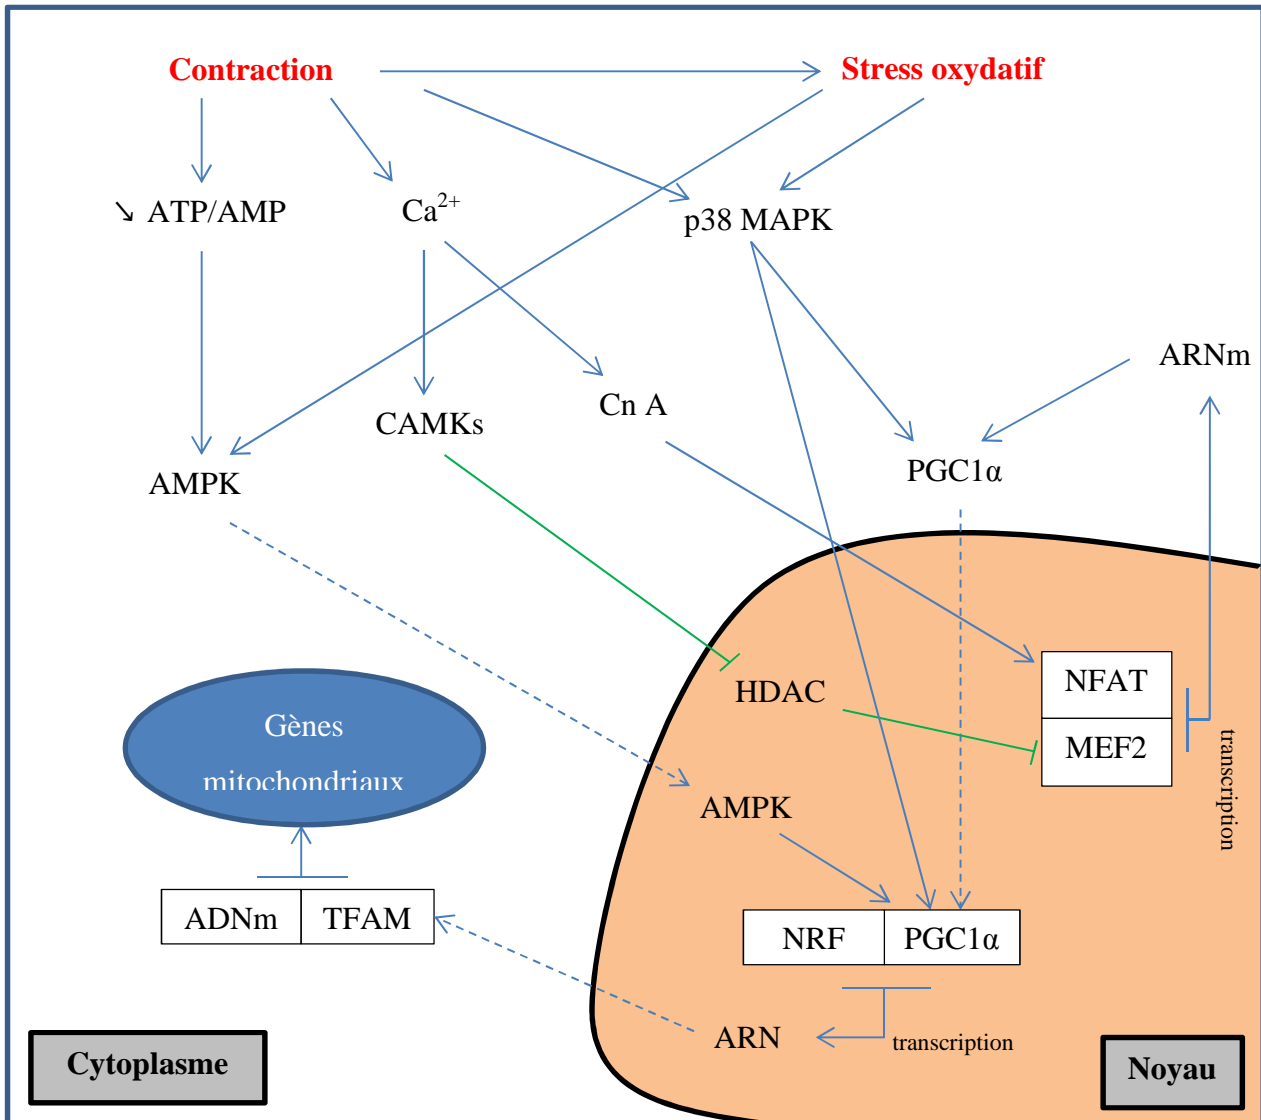 Contraction
Stress oxydatif
↘ ATP/AMP
Ca²⁺
p38 MAPK
ARNm
Cn A
CAMKs
PGC1α
AMPK
NFAT
HDAC
MEF2
Gènes
mitochondriaux
transcription
AMPK
ADNm
TFAM
NRF
PGC1α
ARN
transcription
Cytoplasme
Noyau